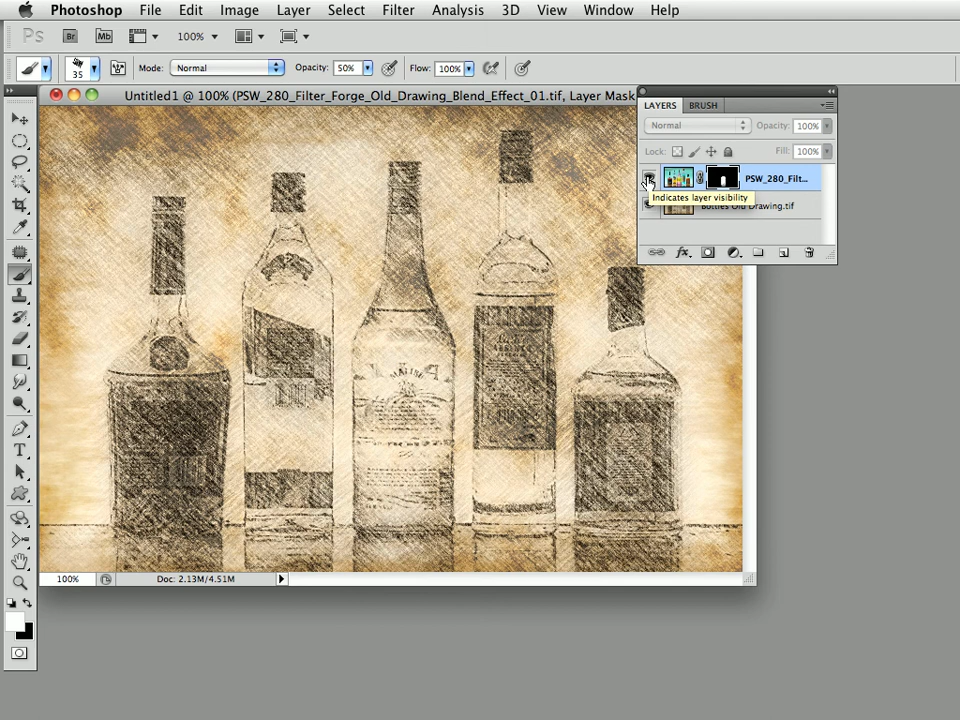 Photoshop File Edit Image Layer Select Filter Analysis 3D View Window Help
Ps Br Mb 100%
35 Mode: Normal Opacity: 50% Flow: 100%
Untitled1 @ 100% (PSW_280_Filter_Forge_Old_Drawing_Blend_Effect_01.tif, Layer Mask
LAYERS BRUSH
Normal Opacity: 100%
Lock: Fill: 100%
PSW_280_Filt...
Indicates layer visibility
Bottles Old Drawing.tif
fx
T
MALIBU
100% Doc: 2.13M/4.51M